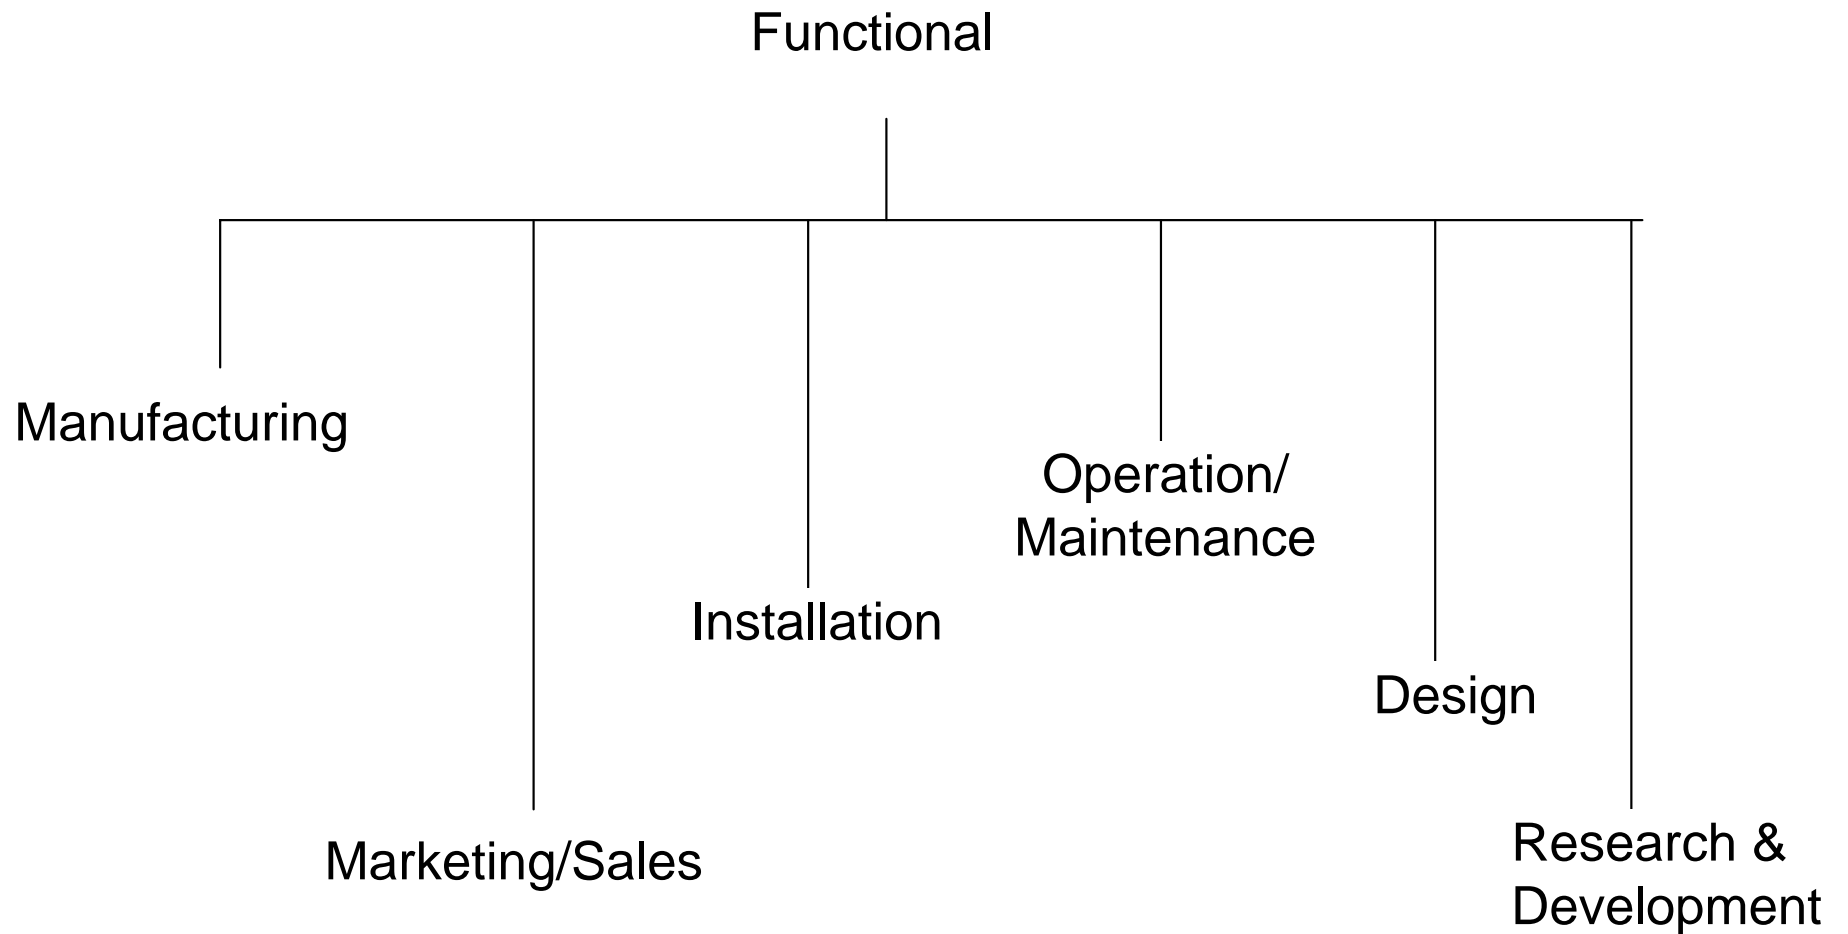 Functional
Manufacturing
Operation/
Maintenance
Installation
Design
Marketing/Sales
Research &
Development